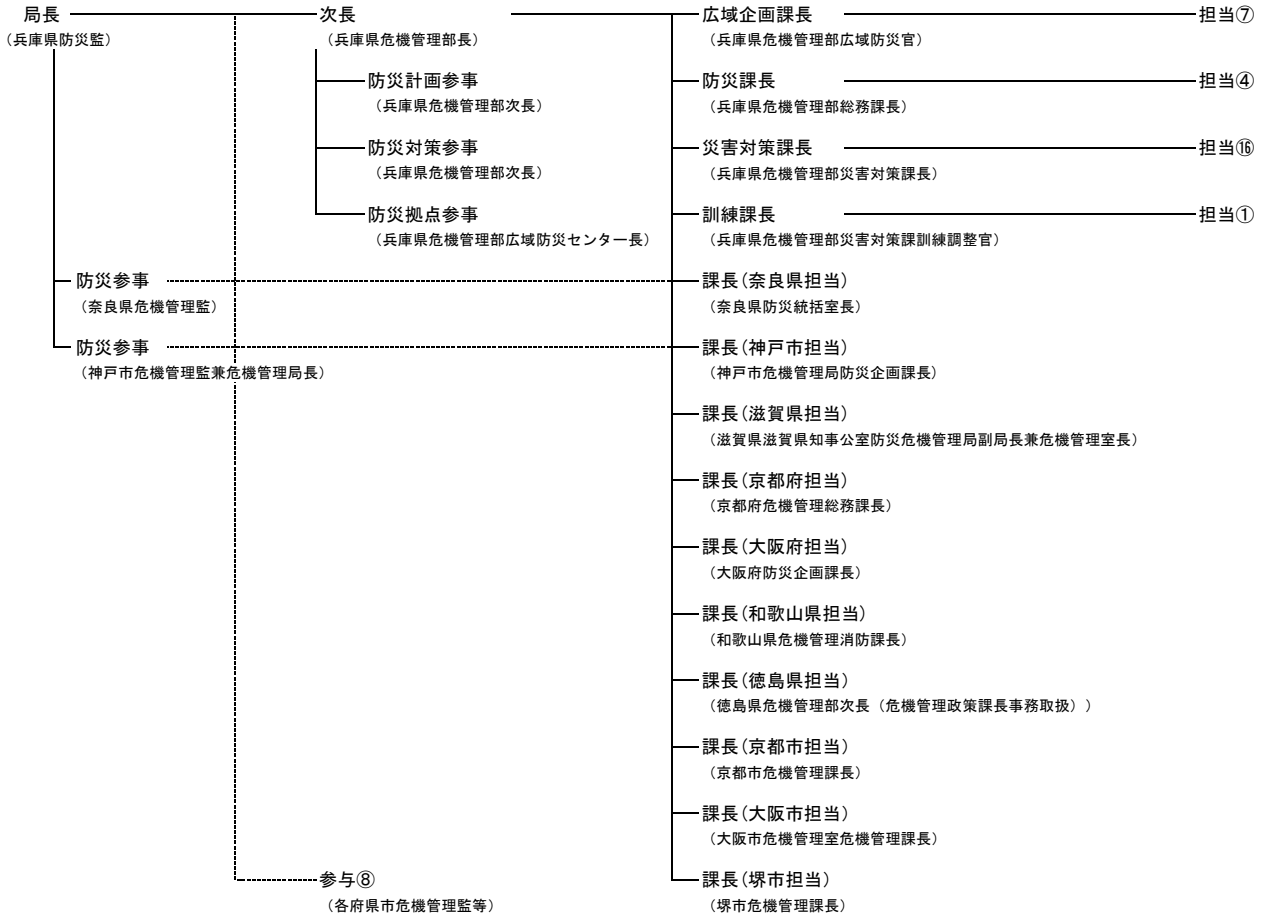 局長 次長 広域企画課長 担当⑦
（兵庫県防災監） （兵庫県危機管理部長） （兵庫県危機管理部広域防災官）
防災計画参事 防災課長 担当④
（兵庫県危機管理部次長） （兵庫県危機管理部総務課長）
防災対策参事 災害対策課長 担当⑯
（兵庫県危機管理部次長） （兵庫県危機管理部災害対策課長）
防災拠点参事 訓練課長 担当①
（兵庫県危機管理部広域防災センター長） （兵庫県危機管理部災害対策課訓練調整官）
防災参事 課長（奈良県担当）
（奈良県危機管理監） （奈良県防災統括室長）
防災参事 課長（神戸市担当）
（神戸市危機管理監兼危機管理局長） （神戸市危機管理局防災企画課長）
課長（滋賀県担当）
（滋賀県滋賀県知事公室防災危機管理局副局長兼危機管理室長）
課長（京都府担当）
（京都府危機管理総務課長）
課長（大阪府担当）
（大阪府防災企画課長）
課長（和歌山県担当）
（和歌山県危機管理消防課長）
課長（徳島県担当）
（徳島県危機管理部次長（危機管理政策課長事務取扱））
課長（京都市担当）
（京都市危機管理課長）
課長（大阪市担当）
（大阪市危機管理室危機管理課長）
参与⑧ 課長（堺市担当）
（各府県市危機管理監等） （堺市危機管理課長）